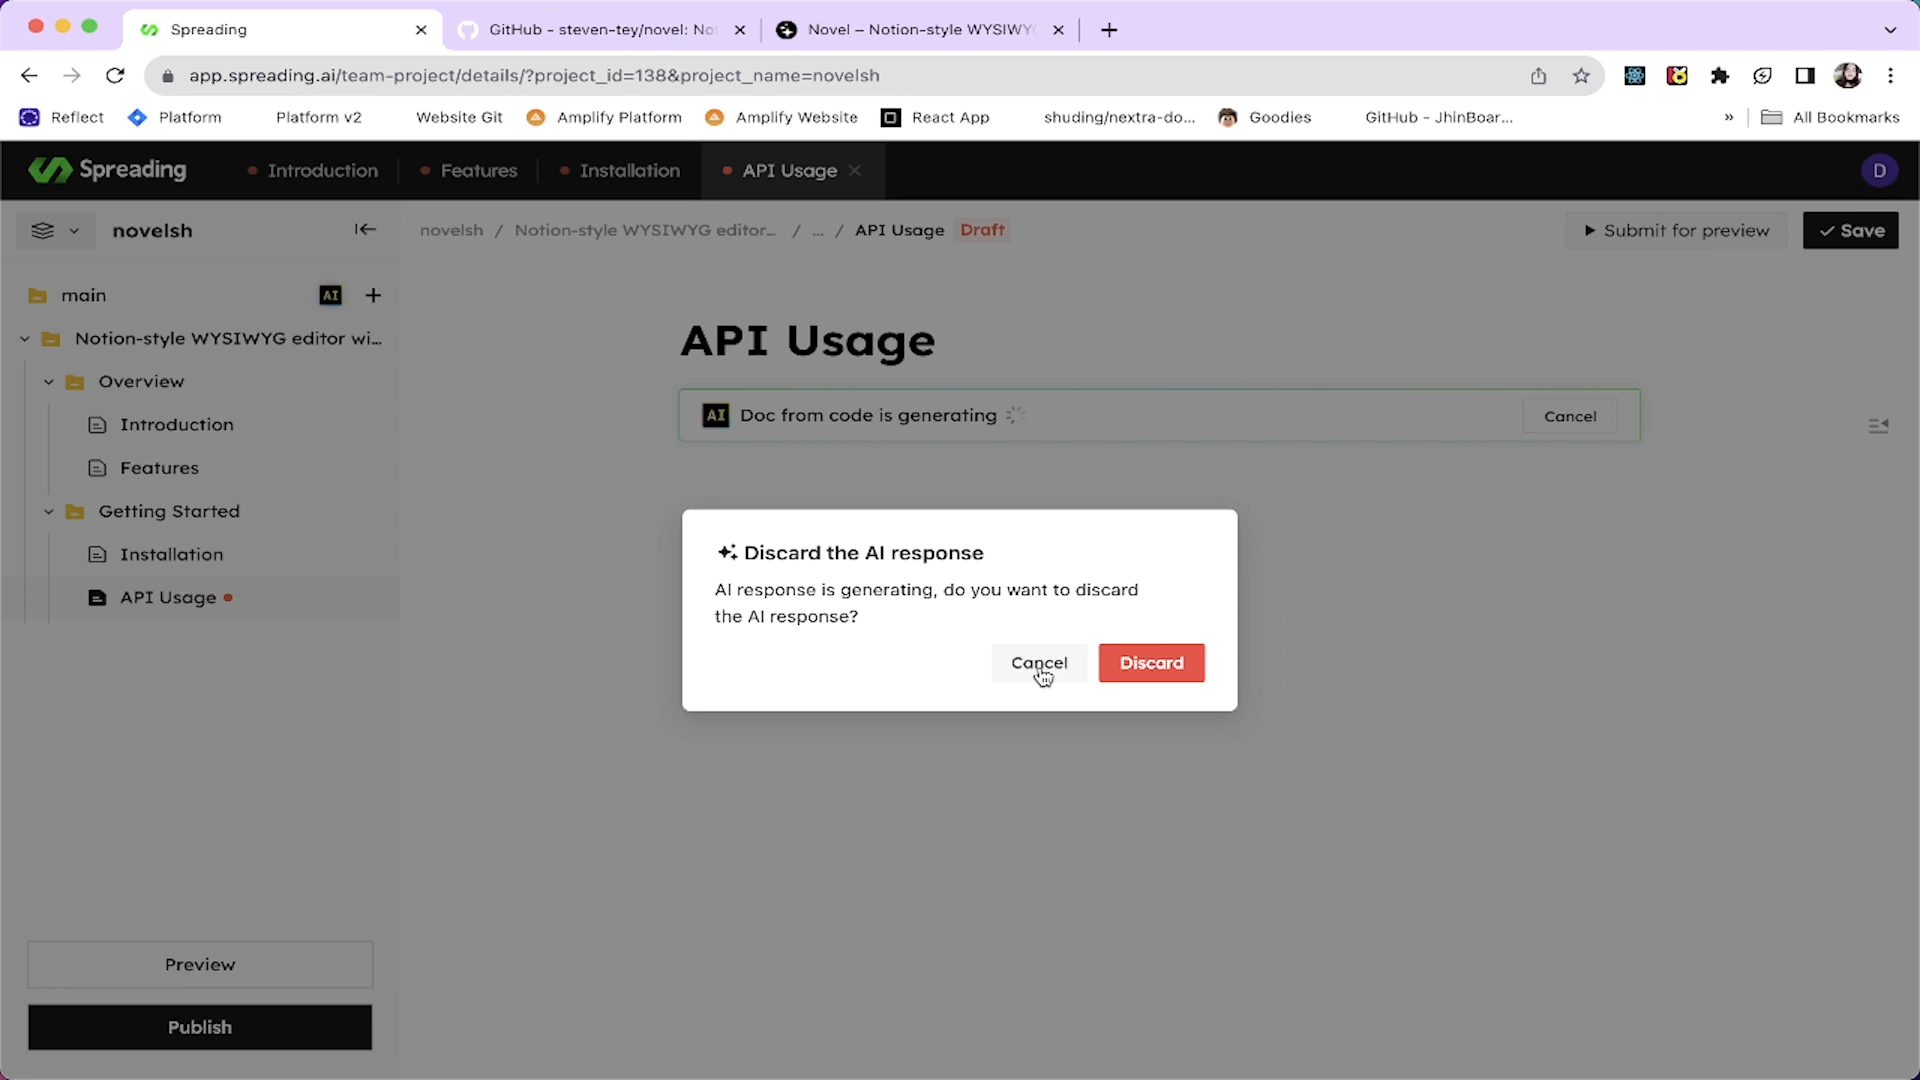 Spreading
GitHub - steven-tey/novel: No
Novel – Notion-style WYSIWY
app.spreading.ai/team-project/details/?project_id=138&project_name=novelsh
Reflect
Platform
Platform v2
Website Git
Amplify Platform
Amplify Website
React App
shuding/nextra-do...
Goodies
GitHub - JhinBoar...
»
All Bookmarks
Spreading
Introduction
Features
Installation
API Usage
D
novelsh
novelsh / Notion-style WYSIWYG editor... / ... / API Usage Draft
Submit for preview
Save
main
AI
Notion-style WYSIWYG editor wi...
Overview
Introduction
Features
Getting Started
Installation
API Usage
Preview
Publish
API Usage
AI Doc from code is generating
Cancel
Discard the AI response
AI response is generating, do you want to discard
the AI response?
Cancel
Discard